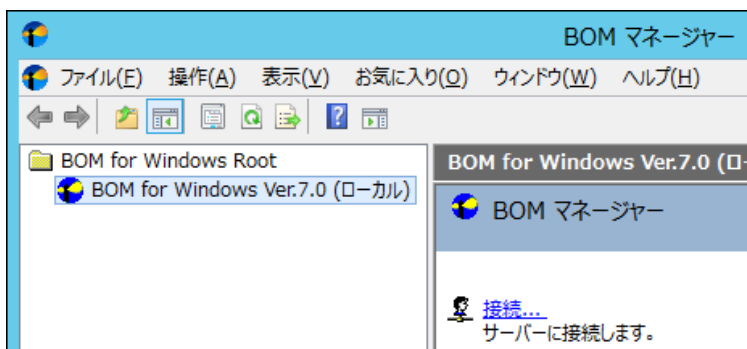 BOM マネージャー
ファイル(F) 操作(A) 表示(V) お気に入り(O) ウィンドウ(W) ヘルプ(H)
BOM for Windows Root
BOM for Windows Ver.7.0 (ローカル)
BOM for Windows Ver.7.0 (ロー
BOM マネージャー
接続...
サーバーに接続します。